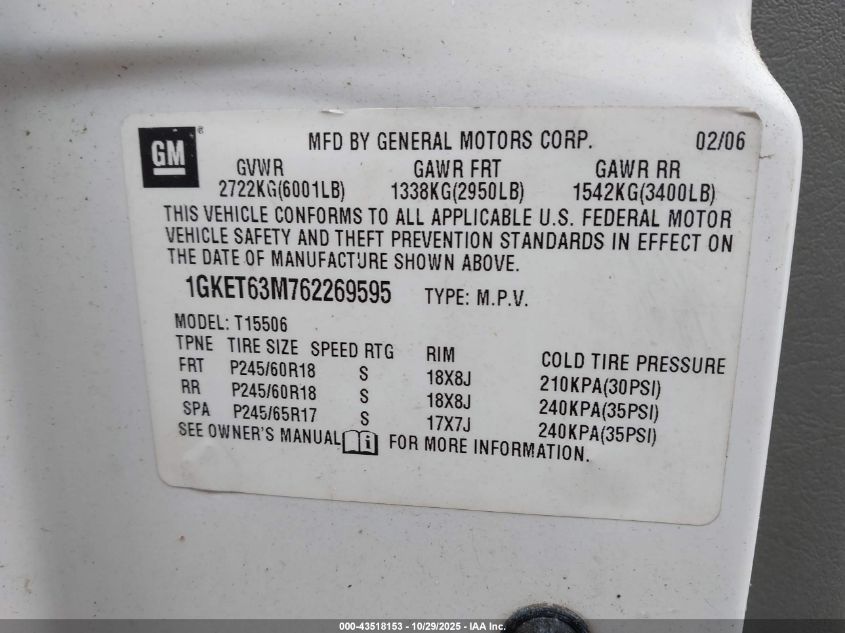 GM®
MFD BY GENERAL MOTORS CORP. 02/06
GVWR GAWR FRT GAWR RR
2722KG(6001LB) 1338KG(2950LB) 1542KG(3400LB)
THIS VEHICLE CONFORMS TO ALL APPLICABLE U.S. FEDERAL MOTOR
VEHICLE SAFETY AND THEFT PREVENTION STANDARDS IN EFFECT ON
THE DATE OF MANUFACTURE SHOWN ABOVE.
1GKET63M762269595 TYPE: M.P.V.
MODEL: T15506
TPNE TIRE SIZE SPEED RTG RIM COLD TIRE PRESSURE
FRT P245/60R18 S 18X8J 210KPA(30PSI)
RR P245/60R18 S 18X8J 240KPA(35PSI)
SPA P245/65R17 S 17X7J 240KPA(35PSI)
SEE OWNER'S MANUAL i FOR MORE INFORMATION.
000-43518153 - 10/29/2025 - IAA Inc.